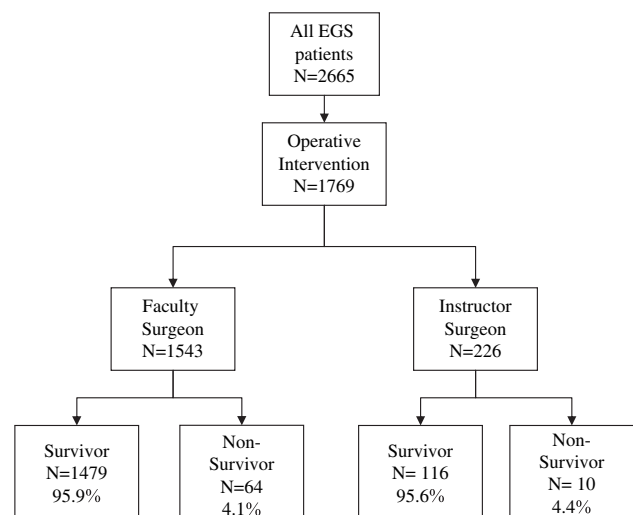 All EGS
patients
N=2665
Operative
Intervention
N=1769
Faculty
Surgeon
N=1543
Instructor
Surgeon
N=226
Survivor
N=1479
95.9%
Non-
Survivor
N=64
4.1%
Survivor
N= 116
95.6%
Non-
Survivor
N= 10
4.4%